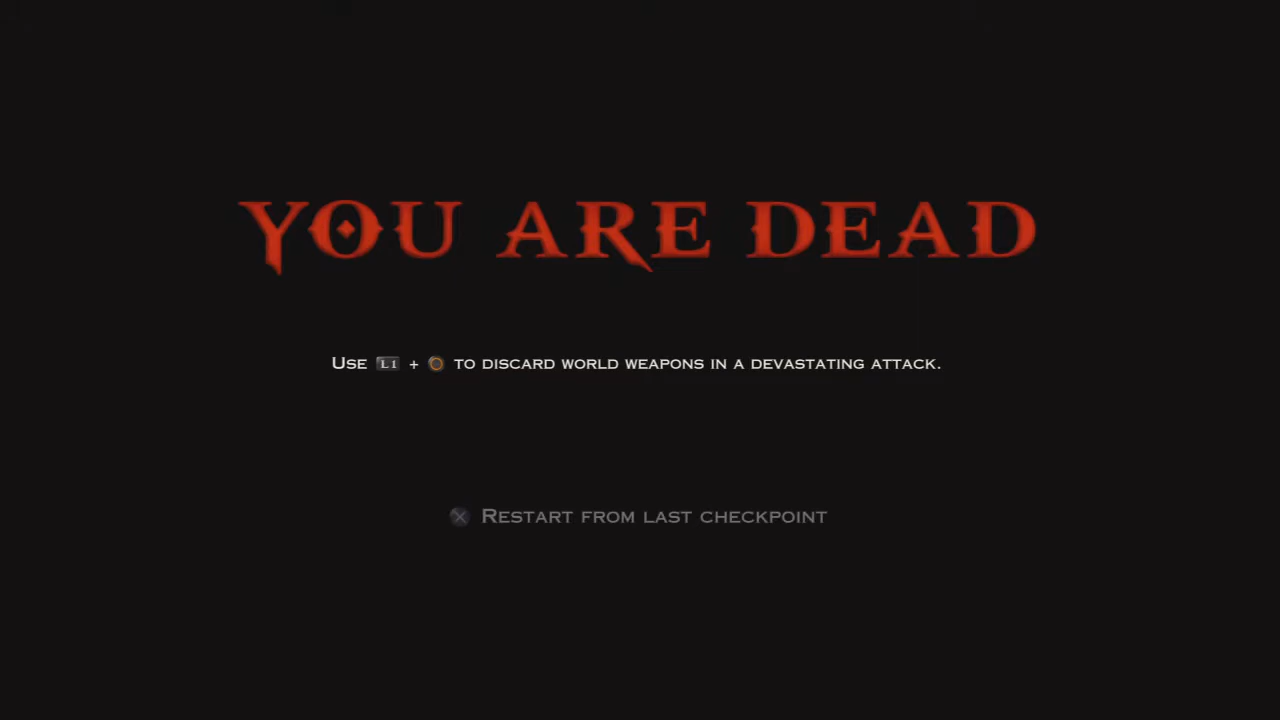 YOU ARE DEAD
Use L1 + to discard world weapons in a devastating attack.
Restart from last checkpoint